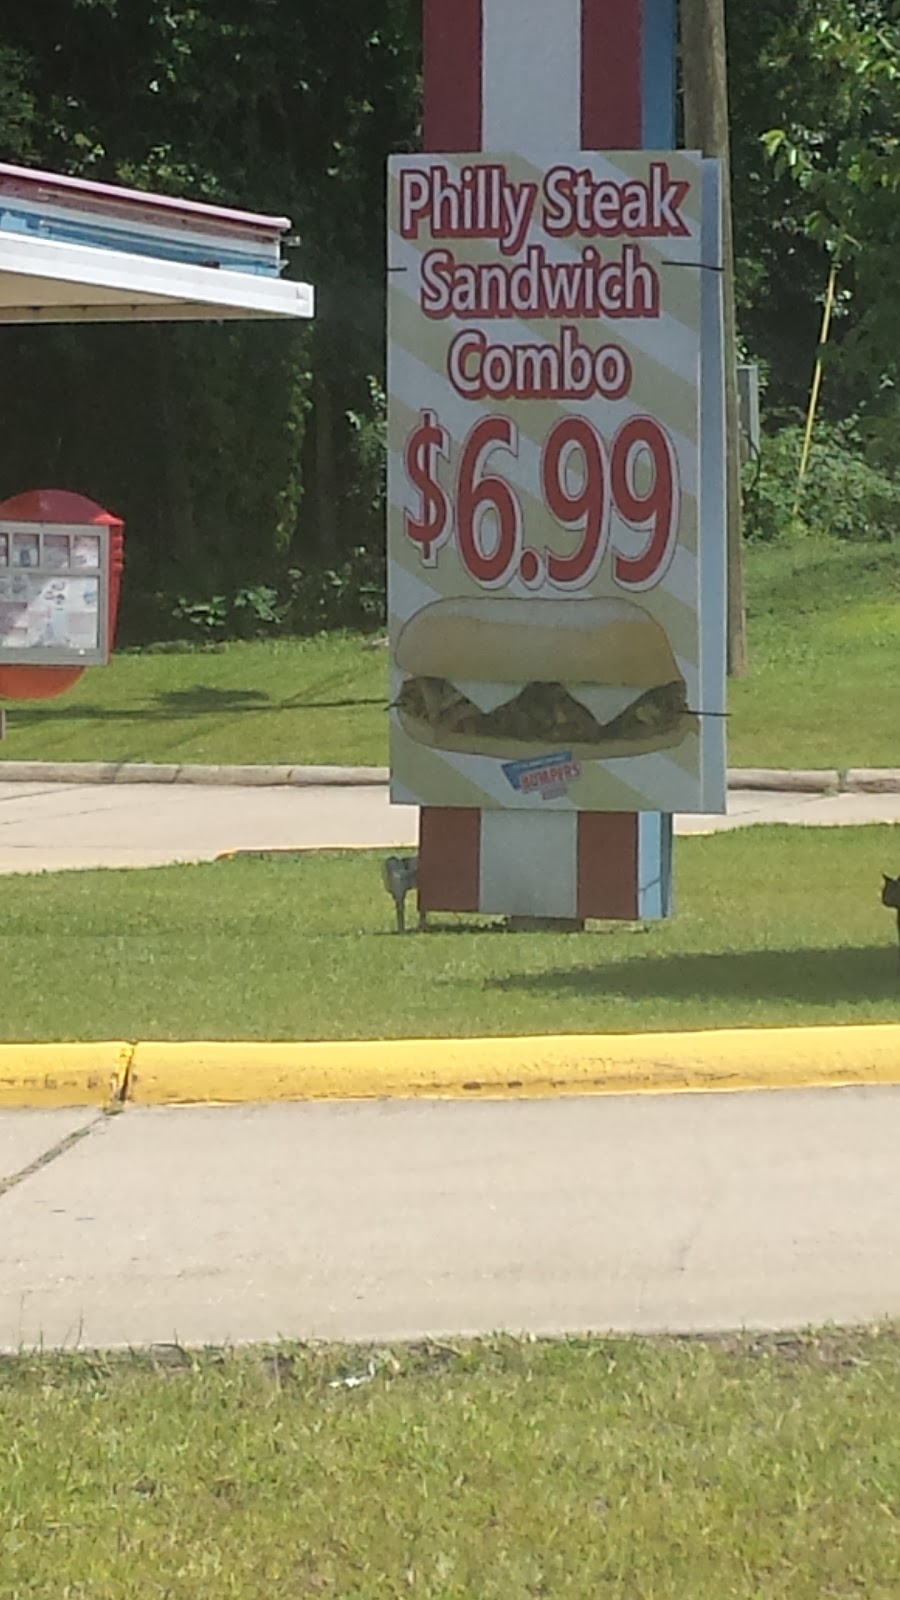 Philly Steak
Sandwich
Combo
$6.99
BUMPERS